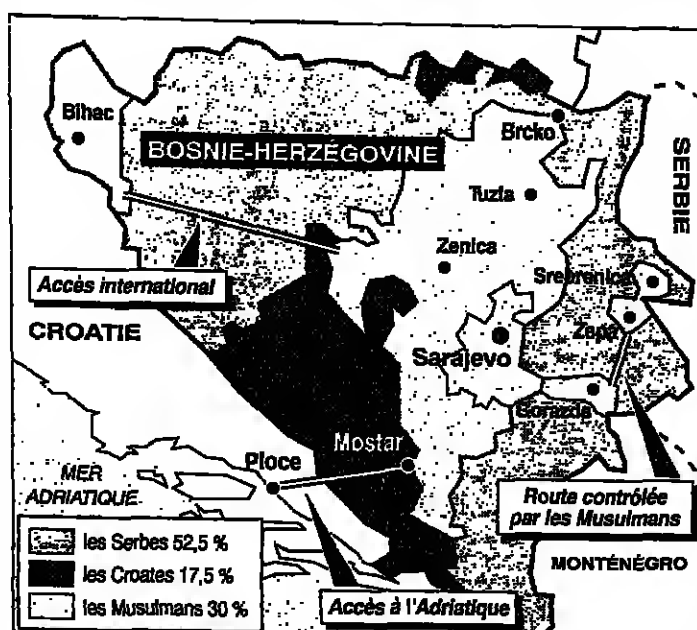 Bihac
BOSNIE-HERZÉGOVINE
Brcko
SERBIE
Tuzla
Zenica
Srebrenica
Accès international
Zepa
CROATIE
Sarajevo
Gorazde
Mostar
Ploce
MER
ADRIATIQUE
Route contrôlée
par les Musulmans
les Serbes 52,5 %
MONTÉNÉGRO
les Croates 17,5 %
les Musulmans 30 %
Accès à l'Adriatique